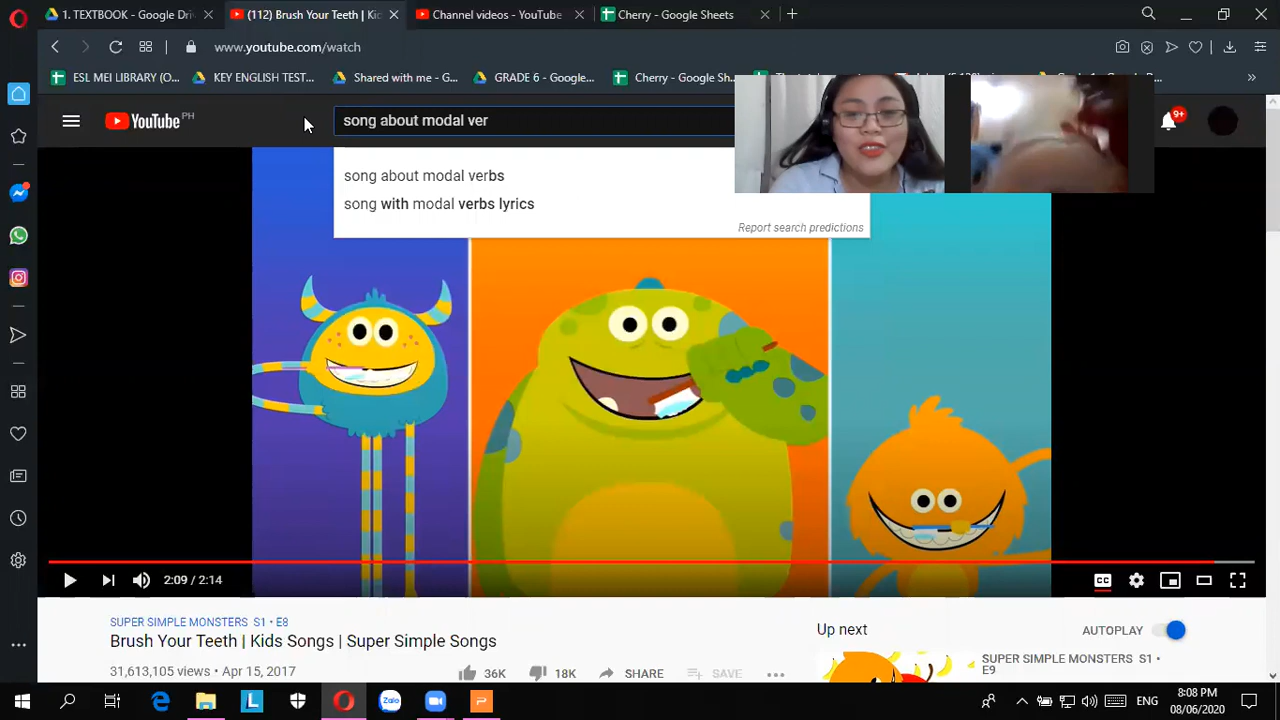 1. TEXTBOOK - Google Driv
(112) Brush Your Teeth | Kid
Channel videos - YouTube
Cherry - Google Sheets
www.youtube.com/watch
ESL MEI LIBRARY (O...
KEY ENGLISH TEST...
Shared with me - G...
GRADE 6 - Google...
Cherry - Google Sh...
YouTube PH
song about modal ver
9+
song about modal verbs
song with modal verbs lyrics
Report search predictions
2:09 / 2:14
CC
SUPER SIMPLE MONSTERS S1 • E8
Brush Your Teeth | Kids Songs | Super Simple Songs
31,613,105 views • Apr 15, 2017
36K
18K
SHARE
SAVE
Up next
AUTOPLAY
SUPER SIMPLE MONSTERS S1 •
E9
L
Zalo
P
ENG
8:08 PM
08/06/2020